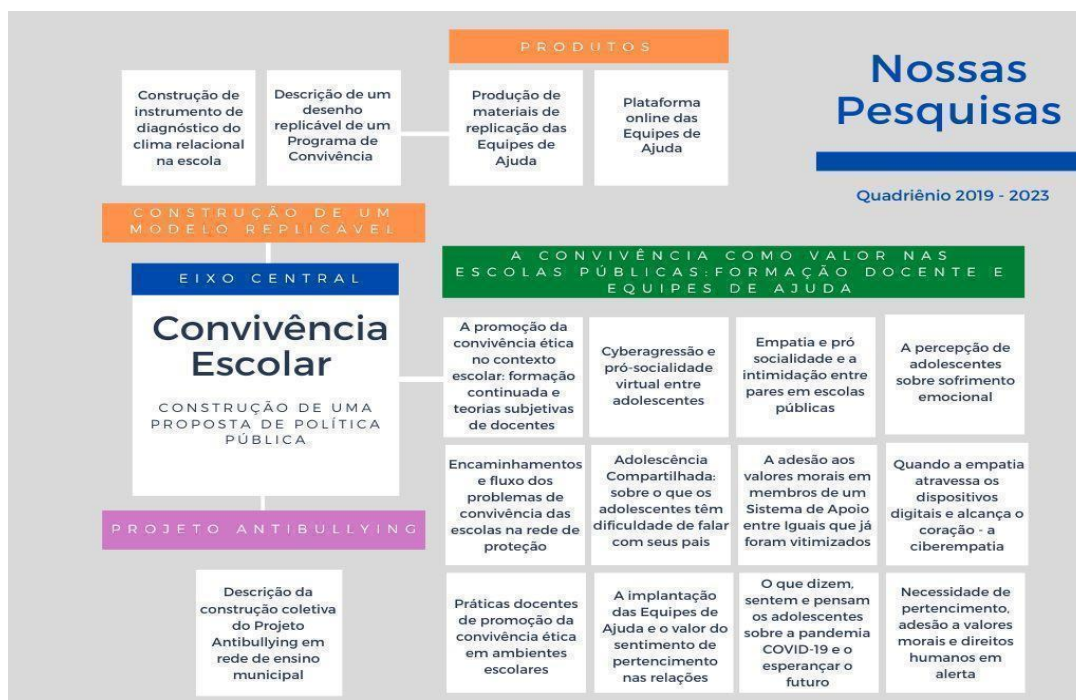 PRODUTOS
Nossas
Pesquisas
Quadriênio 2019 - 2023
Construção de
instrumento de
diagnóstico do
clima relacional
na escola
Descrição de um
desenho
replicável de um
Programa de
Convivência
Produção de
materiais de
replicação das
Equipes de
Ajuda
Plataforma
online das
Equipes de
Ajuda
CONSTRUÇÃO DE UM
MODELO REPLICÁVEL
EIXO CENTRAL
Convivência
Escolar
CONSTRUÇÃO DE UMA
PROPOSTA DE POLÍTICA
PÚBLICA
A CONVIVÊNCIA COMO VALOR NAS
ESCOLAS PÚBLICAS:FORMAÇÃO DOCENTE E
EQUIPES DE AJUDA
A promoção da
convivência ética
no contexto
escolar: formação
continuada e
teorias subjetivas
de docentes
Cyberagressão e
pró-socialidade
virtual entre
adolescentes
Empatia e pró
socialidade e a
intimidação entre
pares em escolas
públicas
A percepção de
adolescentes
sobre sofrimento
emocional
Encaminhamentos
e fluxo dos
problemas de
convivência das
escolas na rede de
proteção
Adolescência
Compartilhada:
sobre o que os
adolescentes têm
dificuldade de falar
com seus pais
A adesão aos
valores morais em
membros de um
Sistema de Apoio
entre Iguais que já
foram vitimizados
Quando a empatia
atravessa os
dispositivos
digitais e alcança o
coração - a
ciberempatia
Práticas docentes
de promoção da
convivência ética
em ambientes
escolares
A implantação
das Equipes de
Ajuda e o valor do
sentimento de
pertencimento
nas relações
O que dizem,
sentem e pensam
os adolescentes
sobre a pandemia
COVID-19 e o
esperançar o
futuro
Necessidade de
pertencimento,
adesão a valores
morais e direitos
humanos em
alerta
PROJETO ANTIBULLYING
Descrição da
construção coletiva
do Projeto
Antibullying em
rede de ensino
municipal